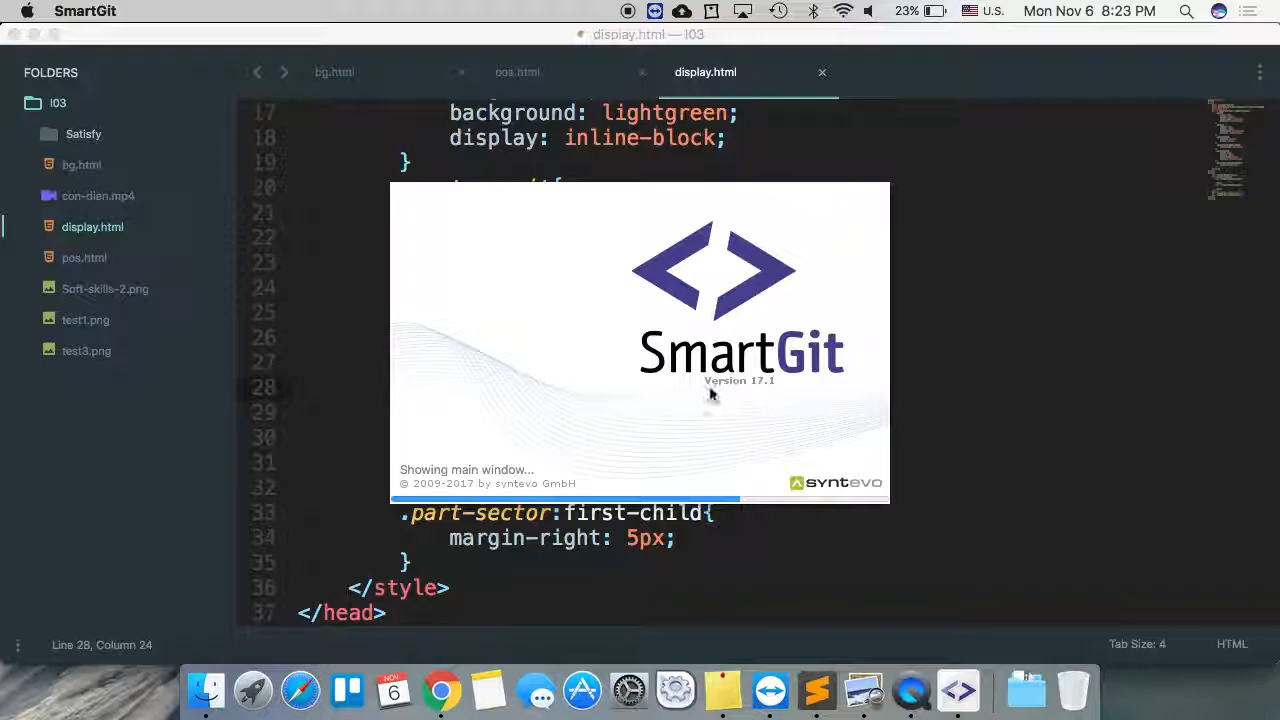 SmartGit
23%
U.S.
Mon Nov 6 8:23 PM
display.html — l03
FOLDERS
l03
Satisfy
bg.html
con-dien.mp4
display.html
pos.html
Soft-skills-2.png
test1.png
test3.png
bg.html
pos.html
display.html
17 background: lightgreen;
18 display: inline-block;
19 }
20
21
22
23
24
25
26
27
28
29
30
31
32
33 .part-sector:first-child{
34 margin-right: 5px;
35 }
36 </style>
37 </head>
SmartGit
Version 17.1
Showing main window...
© 2009-2017 by syntevo GmbH
syntevo
Line 28, Column 24
Tab Size: 4
HTML
NOV
6